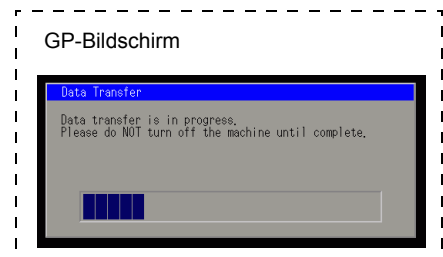 GP-Bildschirm
Data Transfer
Data transfer is in progress.
Please do NOT turn off the machine until complete.